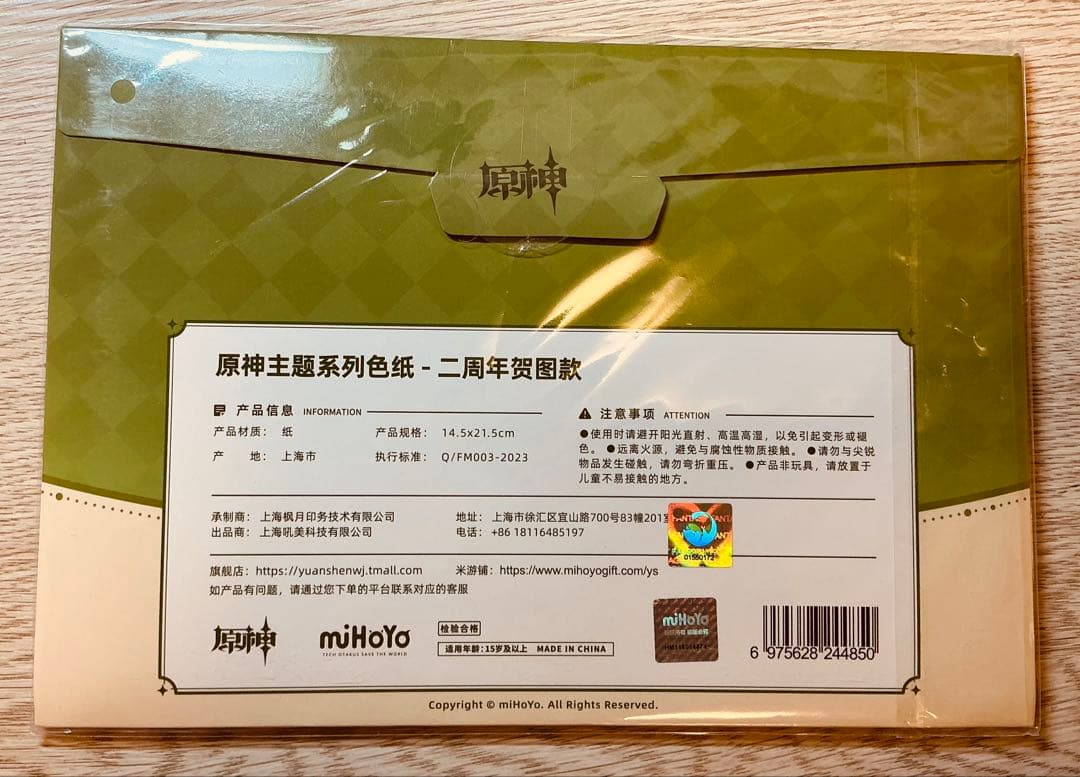 原神
原神主题系列色纸 - 二周年贺图款
产品信息 INFORMATION
产品材质： 纸 产品规格： 14.5x21.5cm
产 地： 上海市 执行标准： Q/FM003-2023
注意事项 ATTENTION
●使用时请避开阳光直射、高温高湿，以免引起变形或褪
色。 ●远离火源，避免与腐蚀性物质接触。 ●请勿与尖锐
物品发生碰触，请勿弯折重压。 ●产品非玩具，请放置于
儿童不易接触的地方。
承制商： 上海枫月印务技术有限公司 地址： 上海市徐汇区宜山路700号83幢201室
出品商： 上海吼美科技有限公司 电话： +86 18116485197
01550172
旗舰店：https://yuanshenwj.tmall.com 米游铺：https://www.mihoyogift.com/ys
如产品有问题，请通过您下单的平台联系对应的客服
原神 miHoYo
TECH OTAKUS SAVE THE WORLD
检验合格
适用年龄：15岁及以上 MADE IN CHINA
miHoYo
6 975628 244850
Copyright © miHoYo. All Rights Reserved.